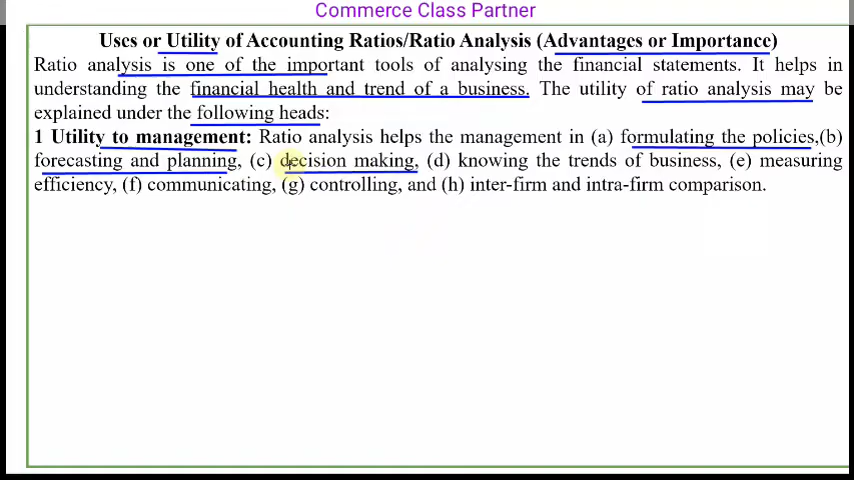 Commerce Class Partner
Uses or Utility of Accounting Ratios/Ratio Analysis (Advantages or Importance)
Ratio analysis is one of the important tools of analysing the financial statements. It helps in
understanding the financial health and trend of a business. The utility of ratio analysis may be
explained under the following heads:
1 Utility to management: Ratio analysis helps the management in (a) formulating the policies,(b)
forecasting and planning, (c) decision making, (d) knowing the trends of business, (e) measuring
efficiency, (f) communicating, (g) controlling, and (h) inter-firm and intra-firm comparison.